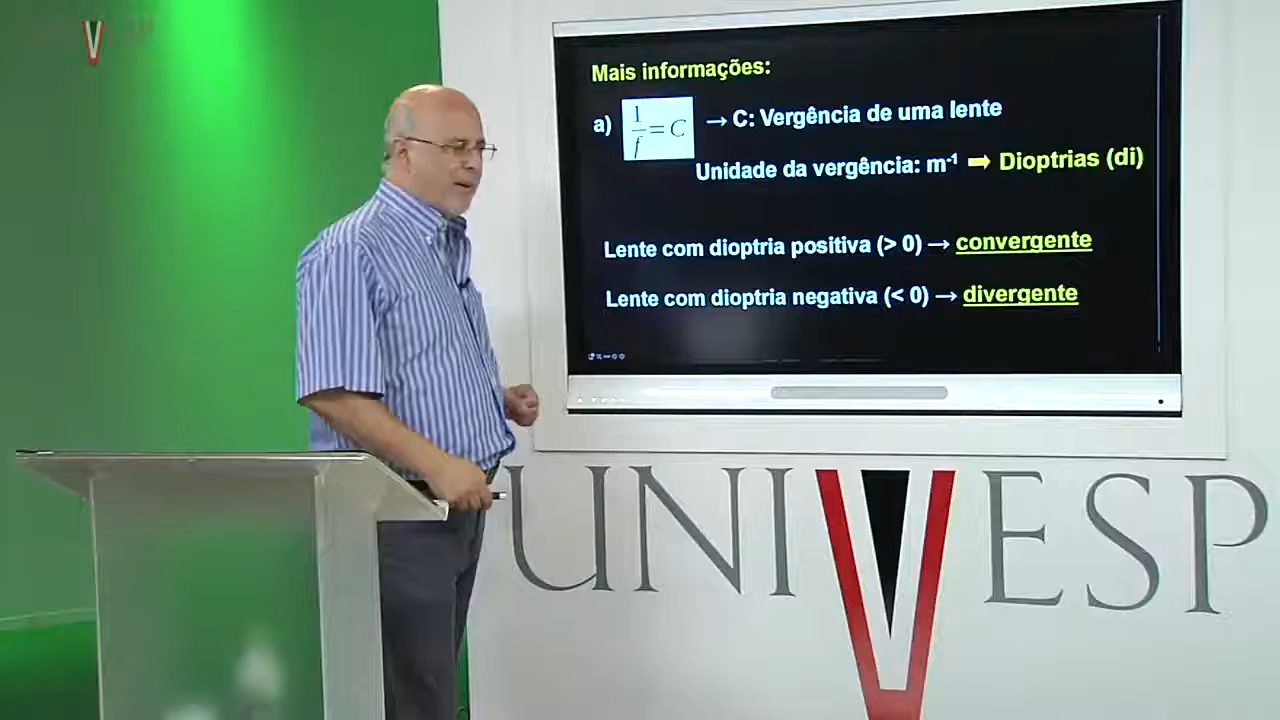 Mais informações:
a) 1/f = C → C: Vergência de uma lente
Unidade da vergência: m⁻¹ ➡ Dioptrias (di)
Lente com dioptria positiva (> 0) → convergente
Lente com dioptria negativa (< 0) → divergente
UNIVESP